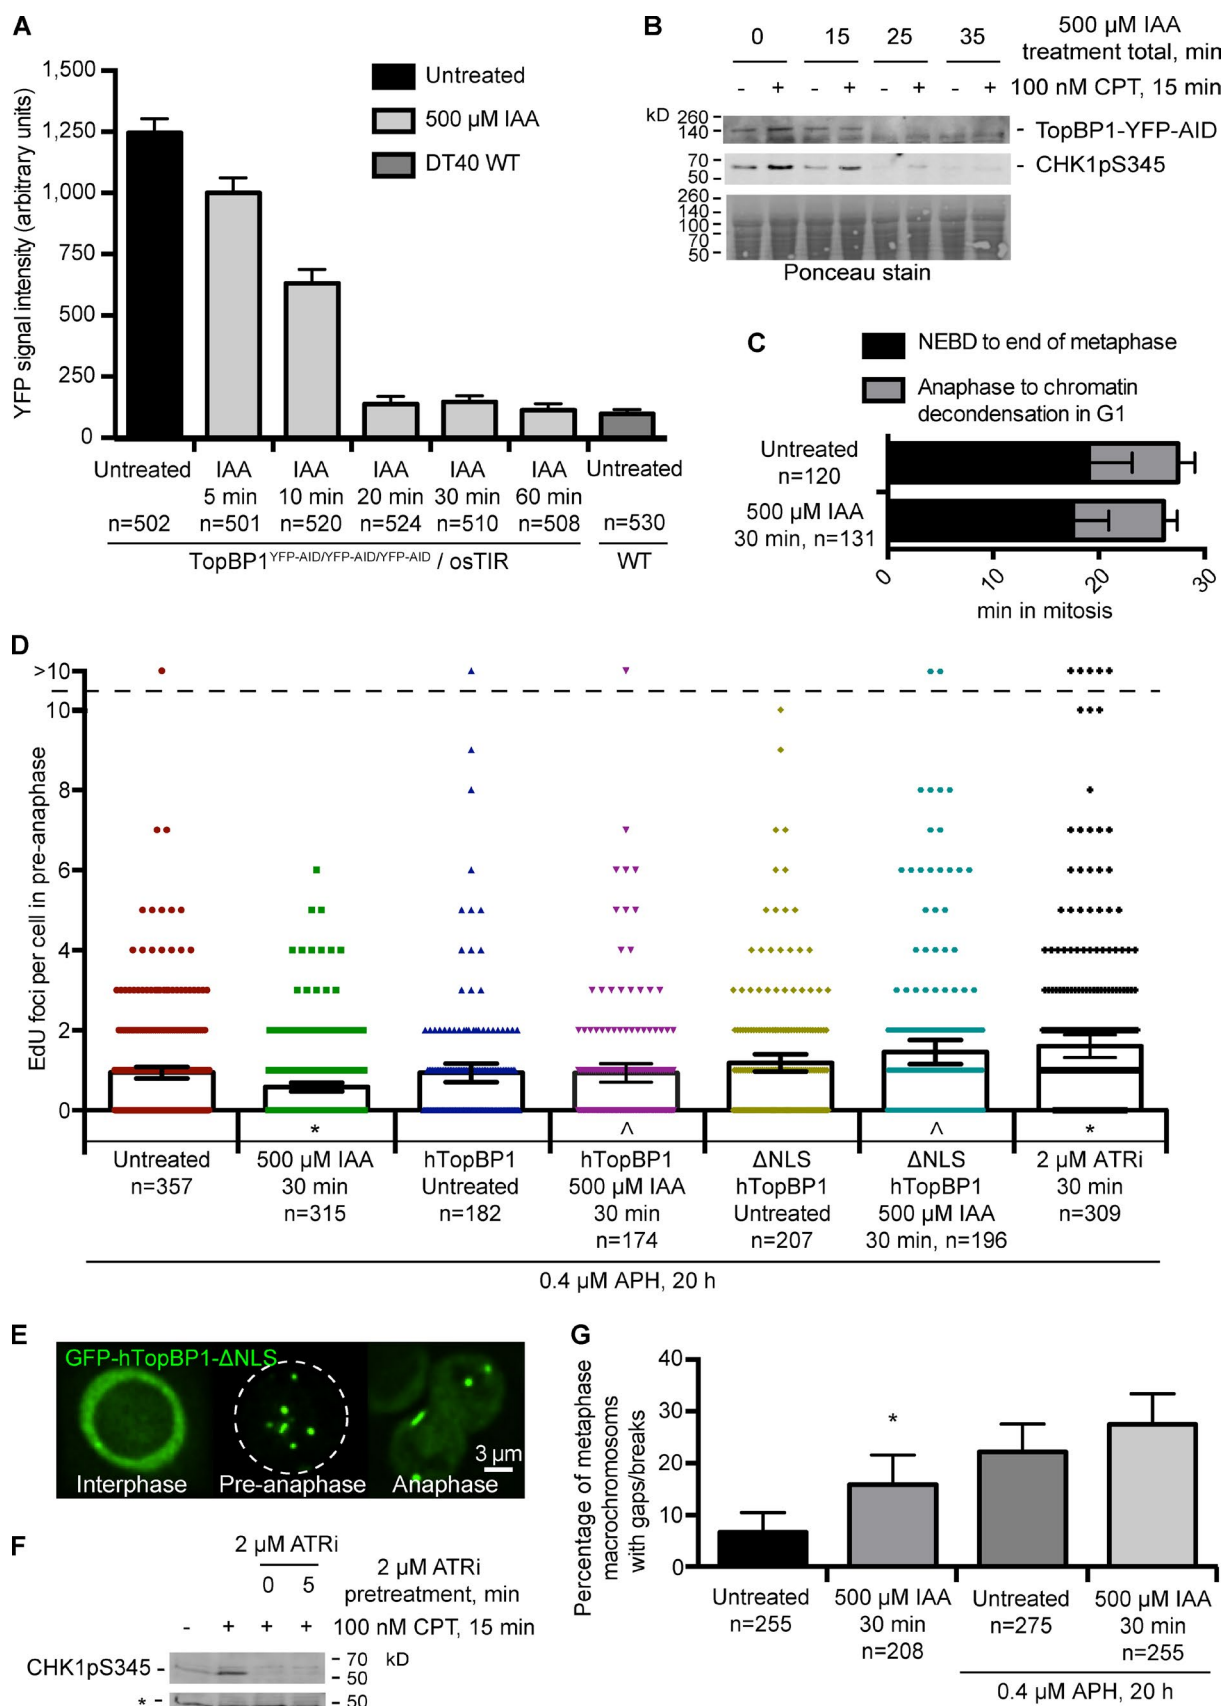 A
1,500
1,250
1,000
750
500
250
0
YFP signal intensity (arbitrary units)
Untreated
500 µM IAA
DT40 WT
Untreated IAA IAA IAA IAA IAA Untreated
5 min 10 min 20 min 30 min 60 min
n=502 n=501 n=520 n=524 n=510 n=508 n=530
TopBP1 YFP-AID/YFP-AID/YFP-AID / osTIR WT
B
0 15 25 35 500 µM IAA
treatment total, min
- + - + - + - + 100 nM CPT, 15 min
kD
260
140
- TopBP1-YFP-AID
70
50
- CHK1pS345
260
140
100
70
50
Ponceau stain
C
NEBD to end of metaphase
Anaphase to chromatin
decondensation in G1
Untreated
n=120
500 µM IAA
30 min, n=131
0 10 20 30
min in mitosis
D
>10
10
8
6
4
2
0
EdU foci per cell in pre-anaphase
* ^ ^ *
Untreated
n=357
500 µM IAA
30 min
n=315
hTopBP1
Untreated
n=182
hTopBP1
500 µM IAA
30 min
n=174
ΔNLS
hTopBP1
Untreated
n=207
ΔNLS
hTopBP1
500 µM IAA
30 min, n=196
2 µM ATRi
30 min
n=309
0.4 µM APH, 20 h
E
GFP-hTopBP1-ΔNLS
Interphase
Pre-anaphase
Anaphase
3 µm
F
2 µM ATRi
0 5
2 µM ATRi
pretreatment, min
- + + + 100 nM CPT, 15 min
CHK1pS345 -
- 70 kD
- 50
* - - 50
G
40
30
20
10
0
Percentage of metaphase
macrochromosoms
with gaps/breaks
*
Untreated
n=255
500 µM IAA
30 min
n=208
Untreated
n=275
500 µM IAA
30 min
n=255
0.4 µM APH, 20 h